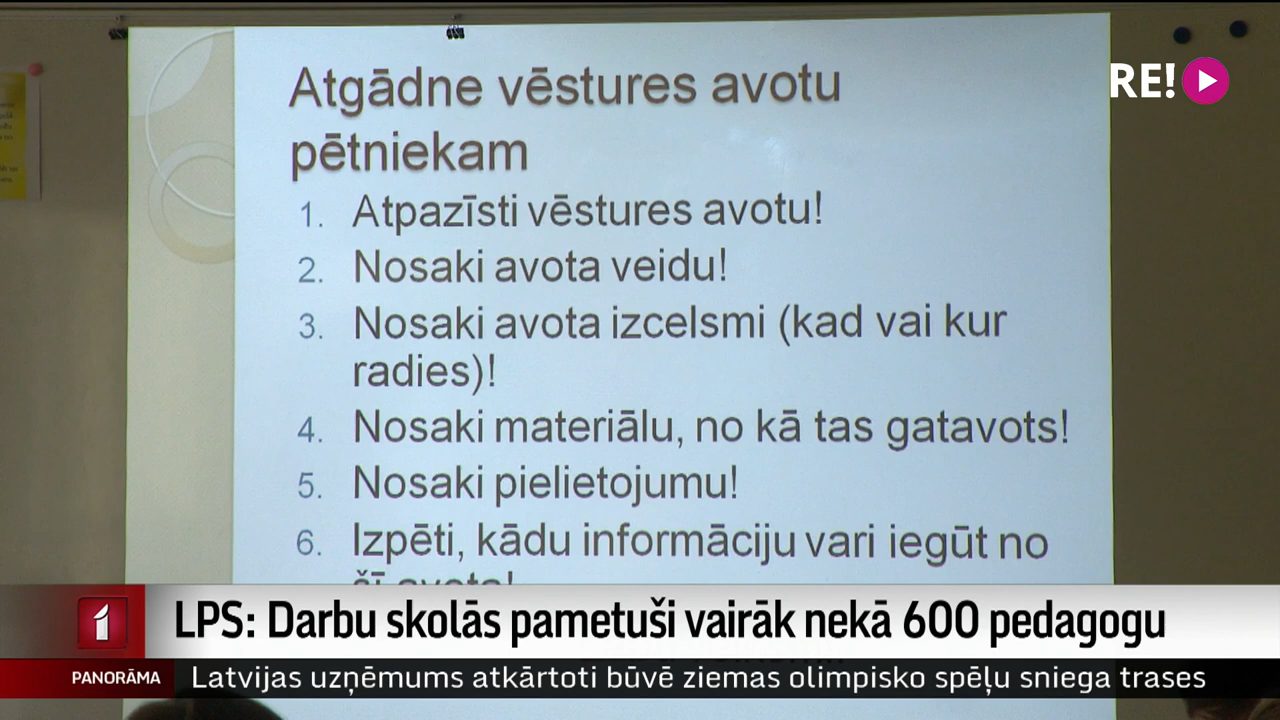 RE!
Atgādne vēstures avotu
pētniekam
1. Atpazīsti vēstures avotu!
2. Nosaki avota veidu!
3. Nosaki avota izcelsmi (kad vai kur
radies)!
4. Nosaki materiālu, no kā tas gatavots!
5. Nosaki pielietojumu!
6. Izpēti, kādu informāciju vari iegūt no
šī avota!
1 LPS: Darbu skolās pametuši vairāk nekā 600 pedagogu
PANORĀMA Latvijas uzņēmums atkārtoti būvē ziemas olimpisko spēļu sniega trases